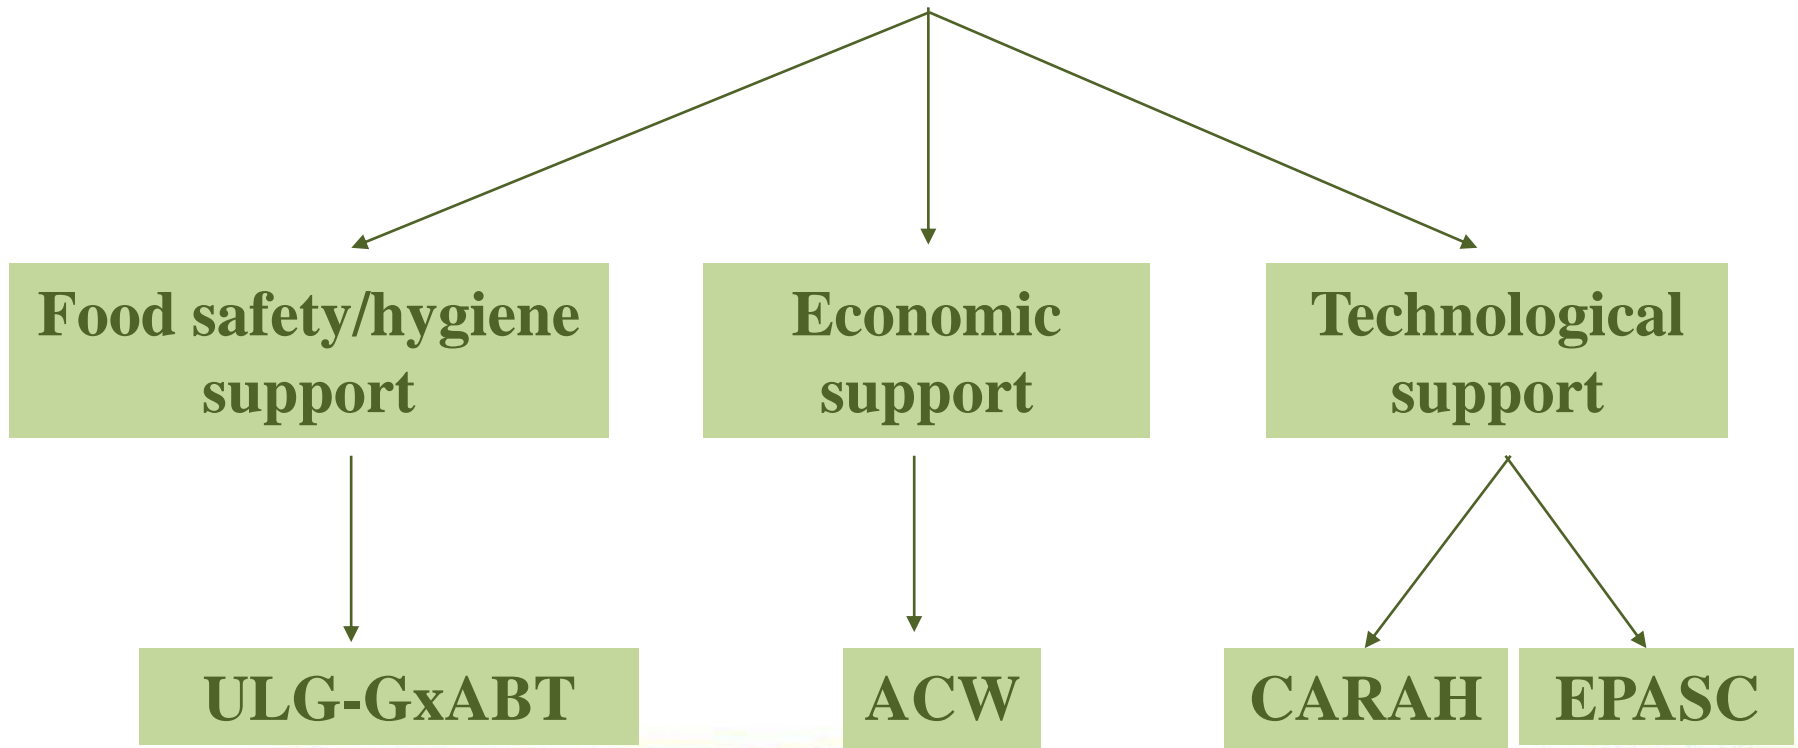 Food safety/hygiene
support
Economic
support
Technological
support
ULG-GxABT
ACW
CARAH
EPASC